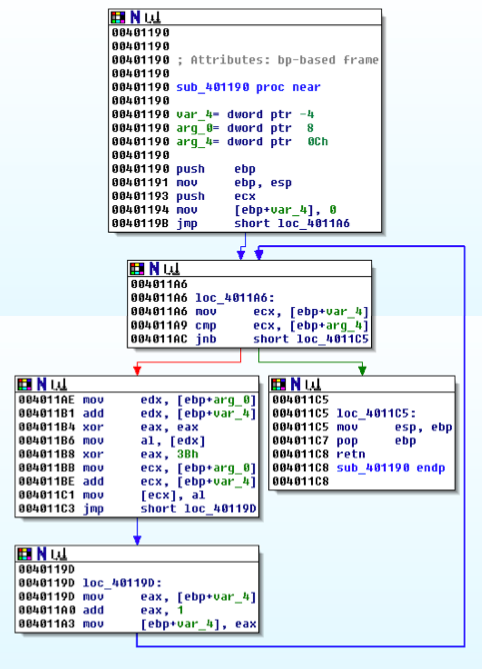 00401190
00401190
00401190 ; Attributes: bp-based frame
00401190
00401190 sub_401190 proc near
00401190
00401190 var_4= dword ptr -4
00401190 arg_0= dword ptr  8
00401190 arg_4= dword ptr  0Ch
00401190
00401190 push    ebp
00401191 mov     ebp, esp
00401193 push    ecx
00401194 mov     [ebp+var_4], 0
0040119B jmp     short loc_4011A6
004011A6
004011A6 loc_4011A6:
004011A6 mov     ecx, [ebp+var_4]
004011A9 cmp     ecx, [ebp+arg_4]
004011AC jnb     short loc_4011C5
004011AE mov     edx, [ebp+arg_0]
004011B1 add     edx, [ebp+var_4]
004011B4 xor     eax, eax
004011B6 mov     al, [edx]
004011B8 xor     eax, 3Bh
004011BB mov     ecx, [ebp+arg_0]
004011BE add     ecx, [ebp+var_4]
004011C1 mov     [ecx], al
004011C3 jmp     short loc_40119D
004011C5
004011C5 loc_4011C5:
004011C5 mov     esp, ebp
004011C7 pop     ebp
004011C8 retn
004011C8 sub_401190 endp
004011C8
0040119D
0040119D loc_40119D:
0040119D mov     eax, [ebp+var_4]
004011A0 add     eax, 1
004011A3 mov     [ebp+var_4], eax